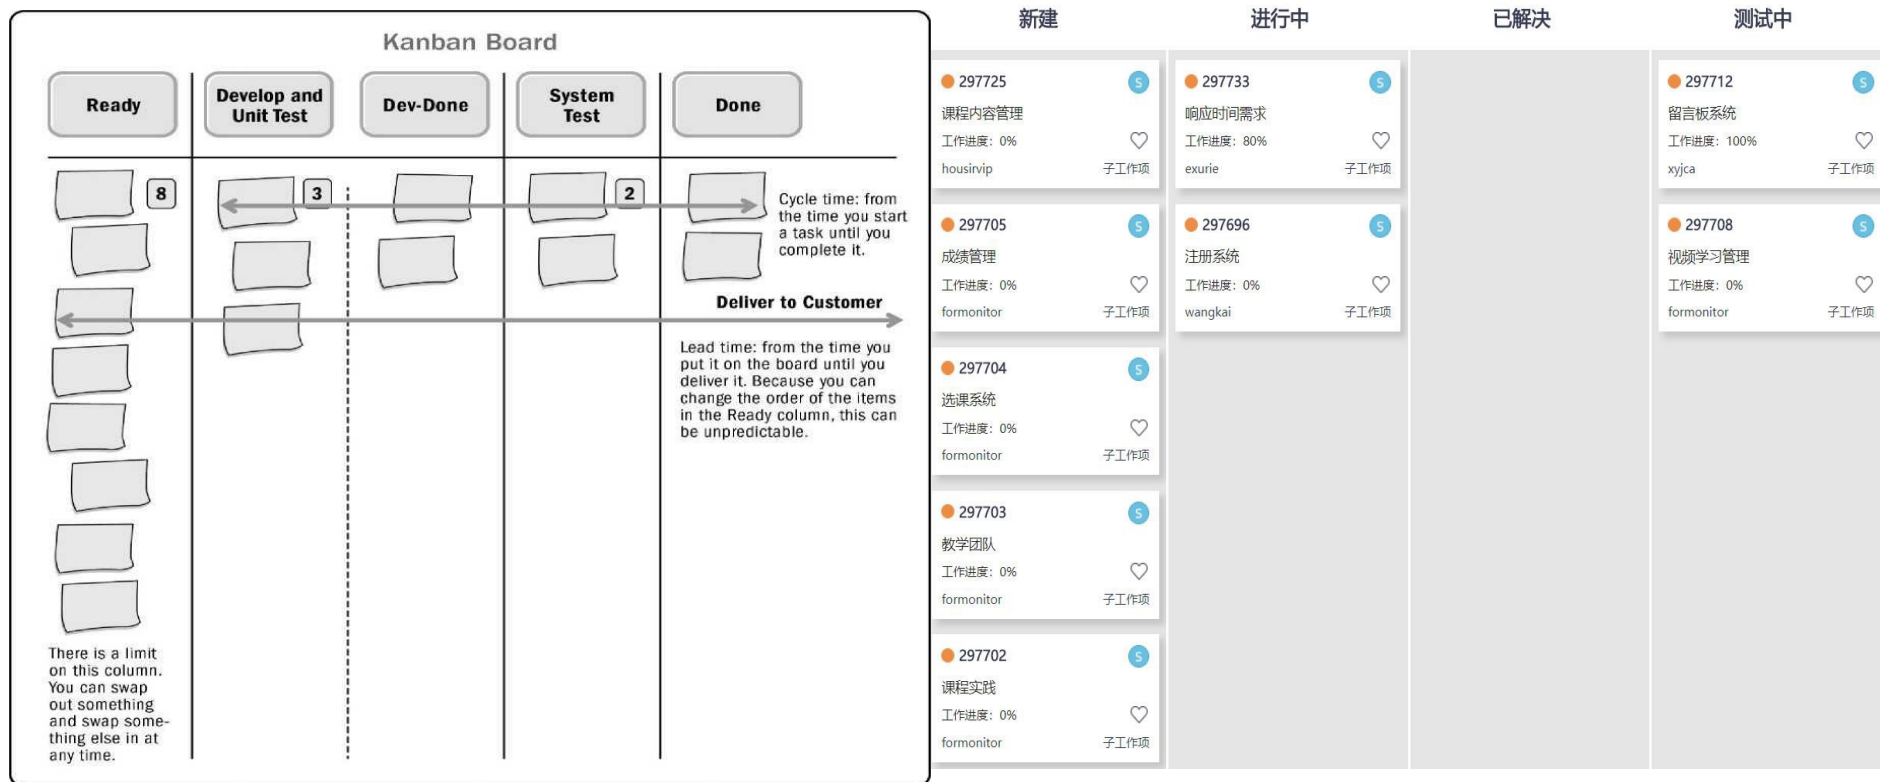 Kanban Board
Ready
Develop and
Unit Test
Dev-Done
System
Test
Done
8
3
2
Cycle time: from
the time you start
a task until you
complete it.
Deliver to Customer
Lead time: from the time you
put it on the board until you
deliver it. Because you can
change the order of the items
in the Ready column, this can
be unpredictable.
There is a limit
on this column.
You can swap
out something
and swap some-
thing else in at
any time.
新建
297725
S
课程内容管理
工作进度: 0%
housirvip
子工作项
297705
S
成绩管理
工作进度: 0%
formonitor
子工作项
297704
S
选课系统
工作进度: 0%
formonitor
子工作项
297703
S
教学团队
工作进度: 0%
formonitor
子工作项
297702
S
课程实践
工作进度: 0%
formonitor
子工作项
进行中
297733
S
响应时间需求
工作进度: 80%
exurie
子工作项
297696
S
注册系统
工作进度: 0%
wangkai
子工作项
已解决
测试中
297712
S
留言板系统
工作进度: 100%
xyjca
子工作项
297708
S
视频学习管理
工作进度: 0%
formonitor
子工作项